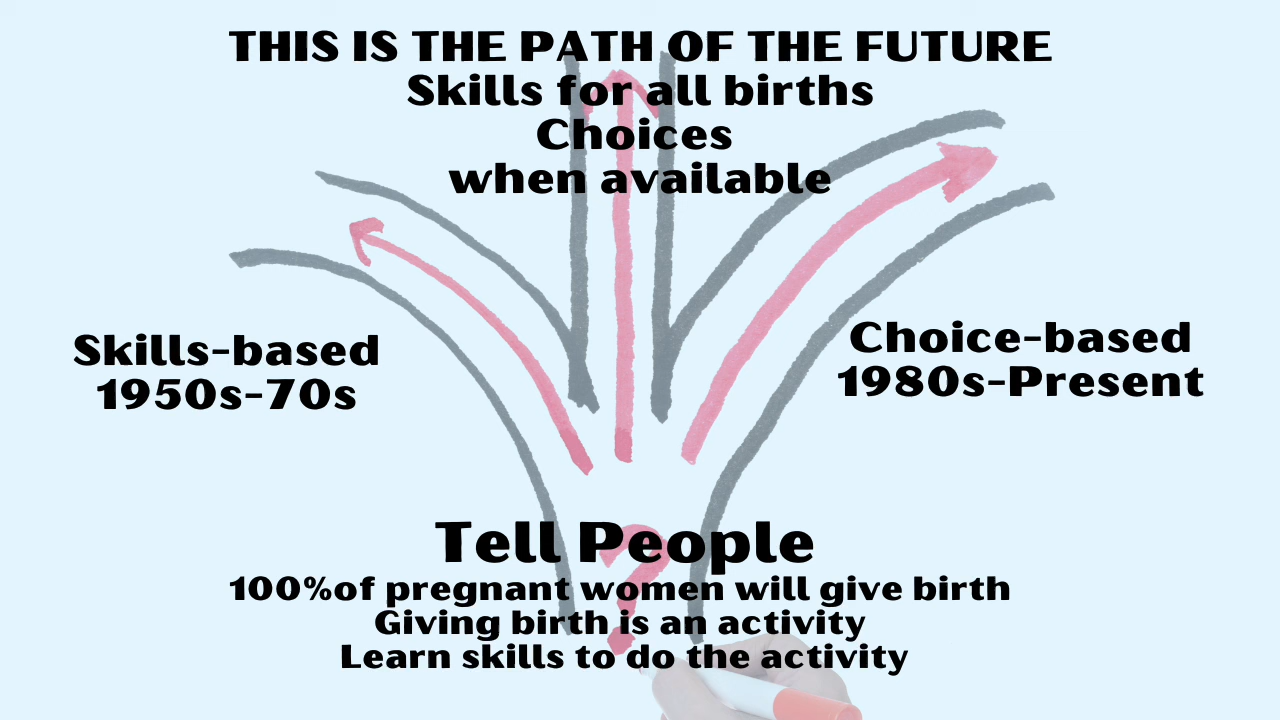 THIS IS THE PATH OF THE FUTURE
Skills for all births
Choices
when available
Skills-based
1950s-70s
Choice-based
1980s-Present
Tell People
100%of pregnant women will give birth
Giving birth is an activity
Learn skills to do the activity
?